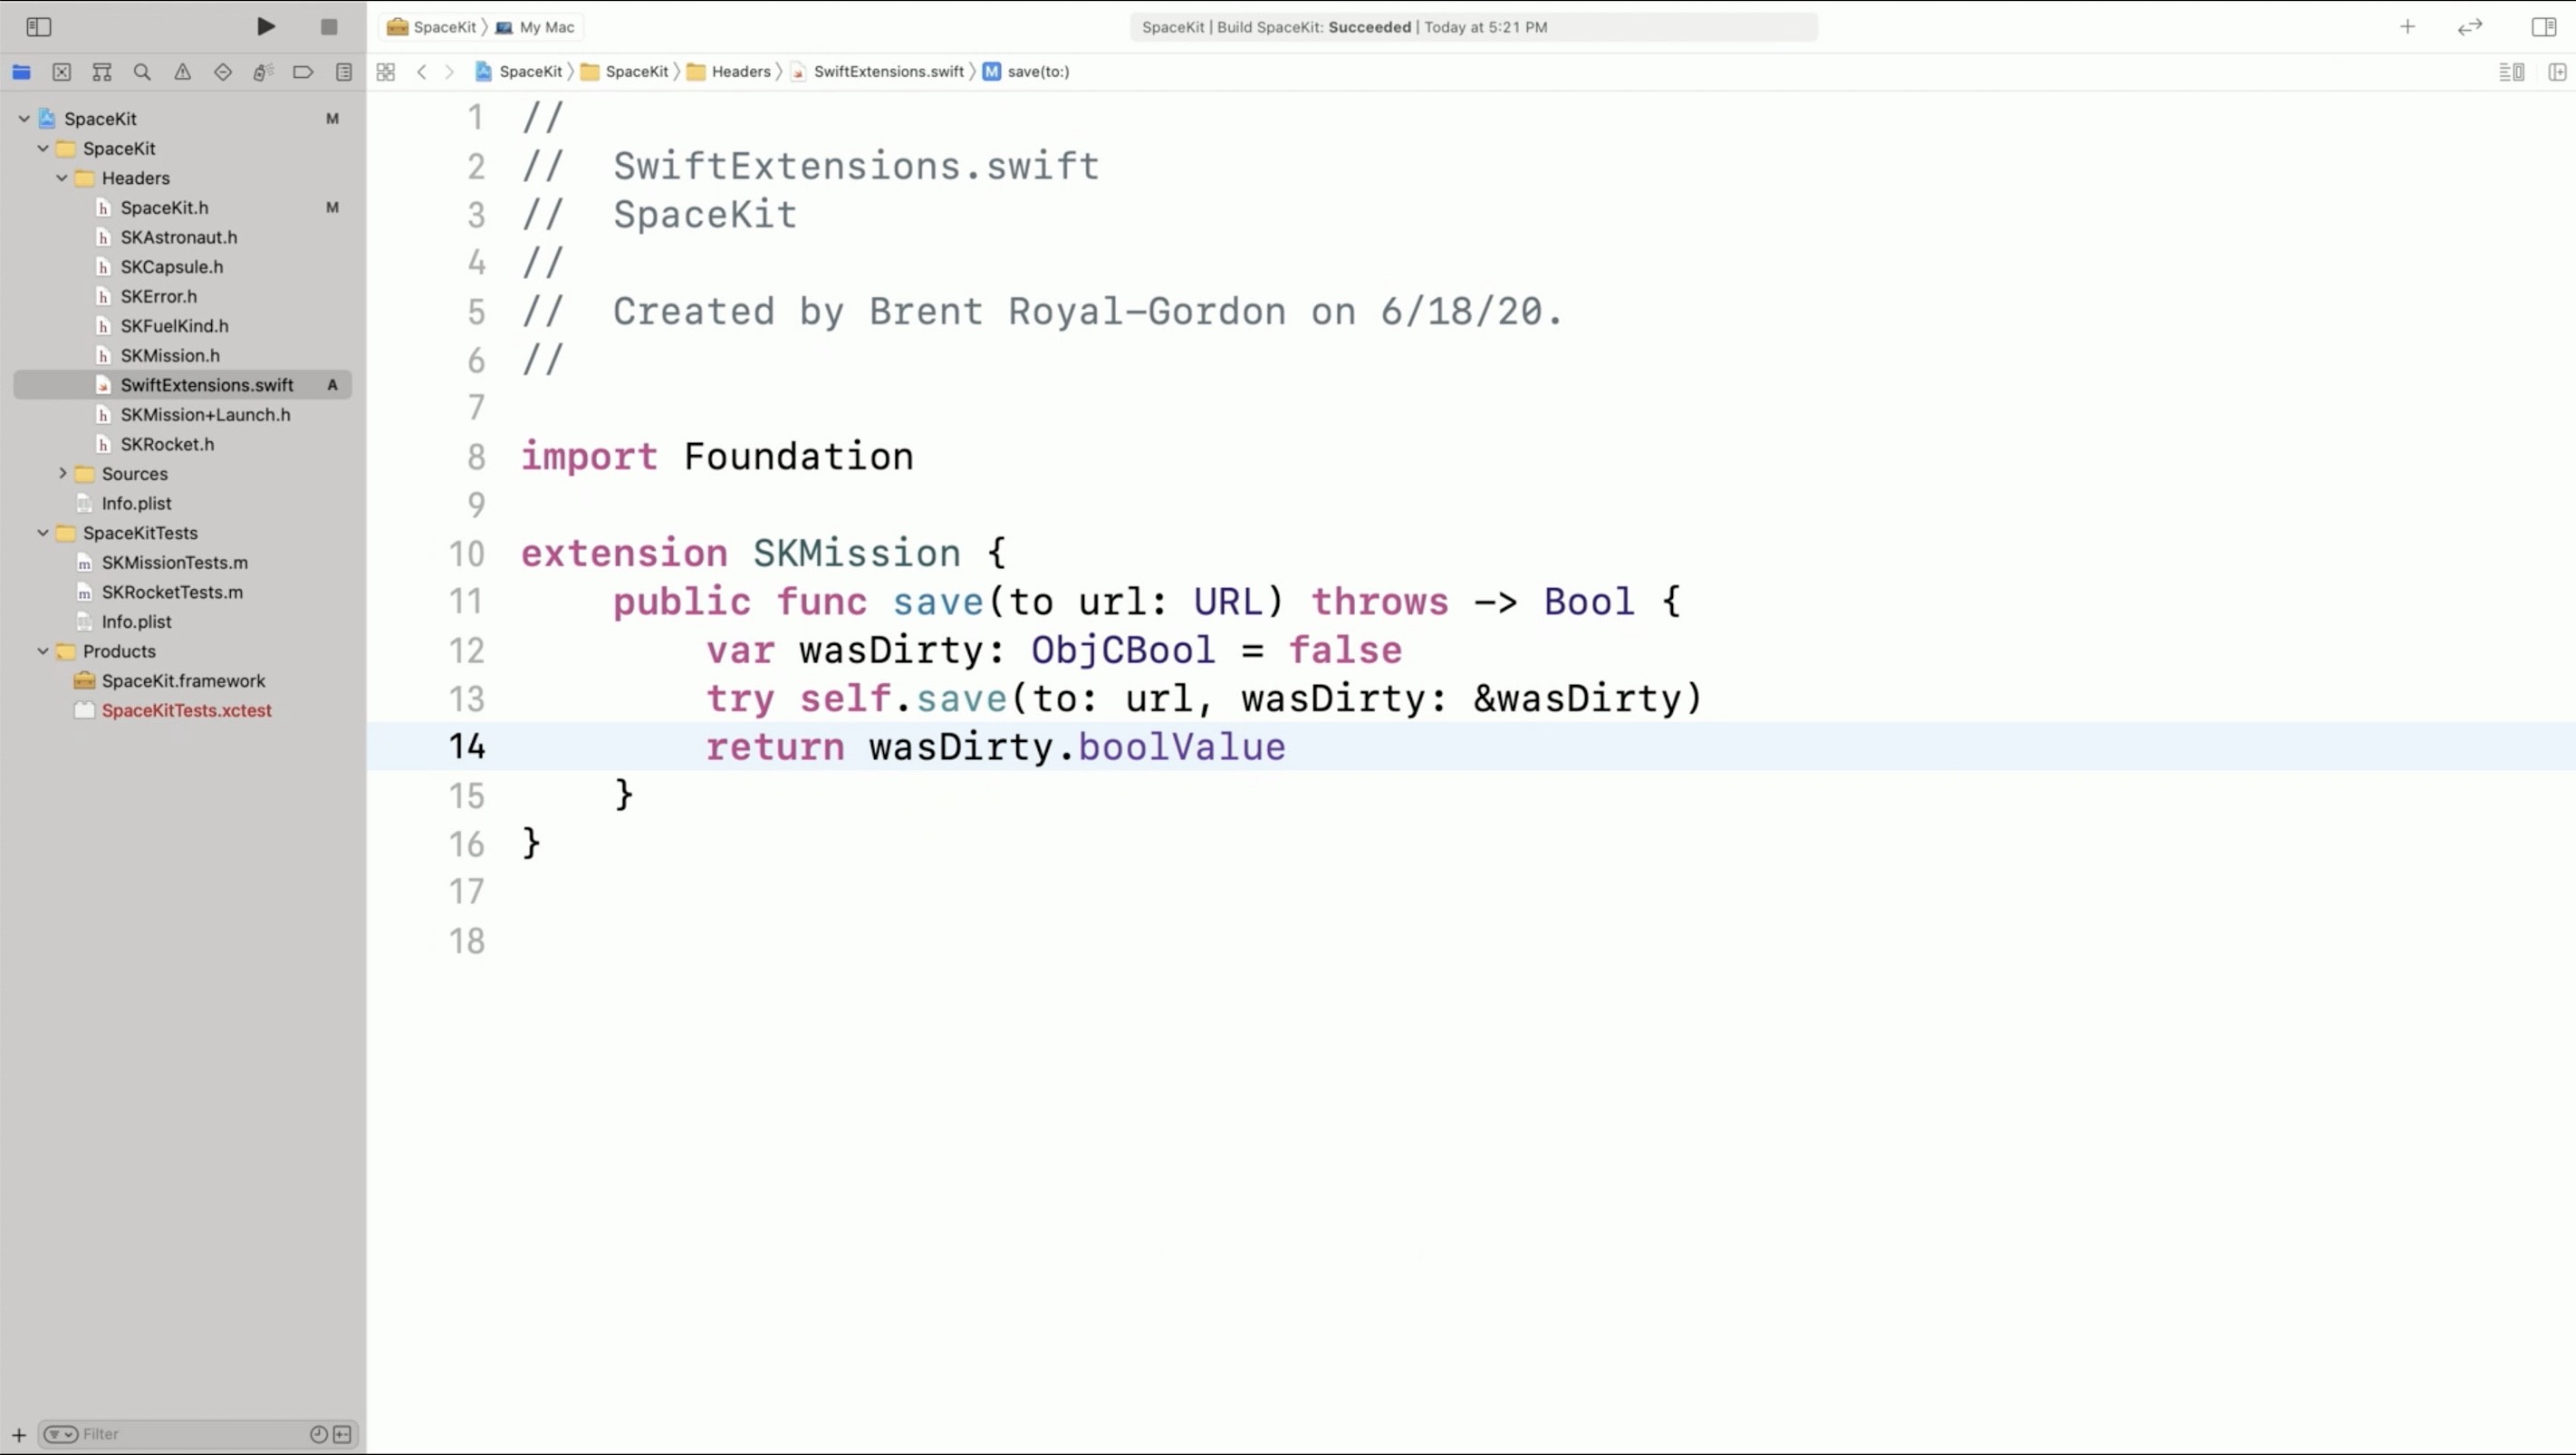 SpaceKit 〉 My Mac
SpaceKit | Build SpaceKit: Succeeded | Today at 5:21 PM
SpaceKit 〉 SpaceKit 〉 Headers 〉 SwiftExtensions.swift 〉 M save(to:)
SpaceKit M
SpaceKit
Headers
h SpaceKit.h M
h SKAstronaut.h
h SKCapsule.h
h SKError.h
h SKFuelKind.h
h SKMission.h
SwiftExtensions.swift A
h SKMission+Launch.h
h SKRocket.h
Sources
Info.plist
SpaceKitTests
m SKMissionTests.m
m SKRocketTests.m
Info.plist
Products
SpaceKit.framework
SpaceKitTests.xctest
Filter
1 //
2 //  SwiftExtensions.swift
3 //  SpaceKit
4 //
5 //  Created by Brent Royal-Gordon on 6/18/20.
6 //
7
8 import Foundation
9
10 extension SKMission {
11     public func save(to url: URL) throws -> Bool {
12         var wasDirty: ObjCBool = false
13         try self.save(to: url, wasDirty: &wasDirty)
14         return wasDirty.boolValue
15     }
16 }
17
18